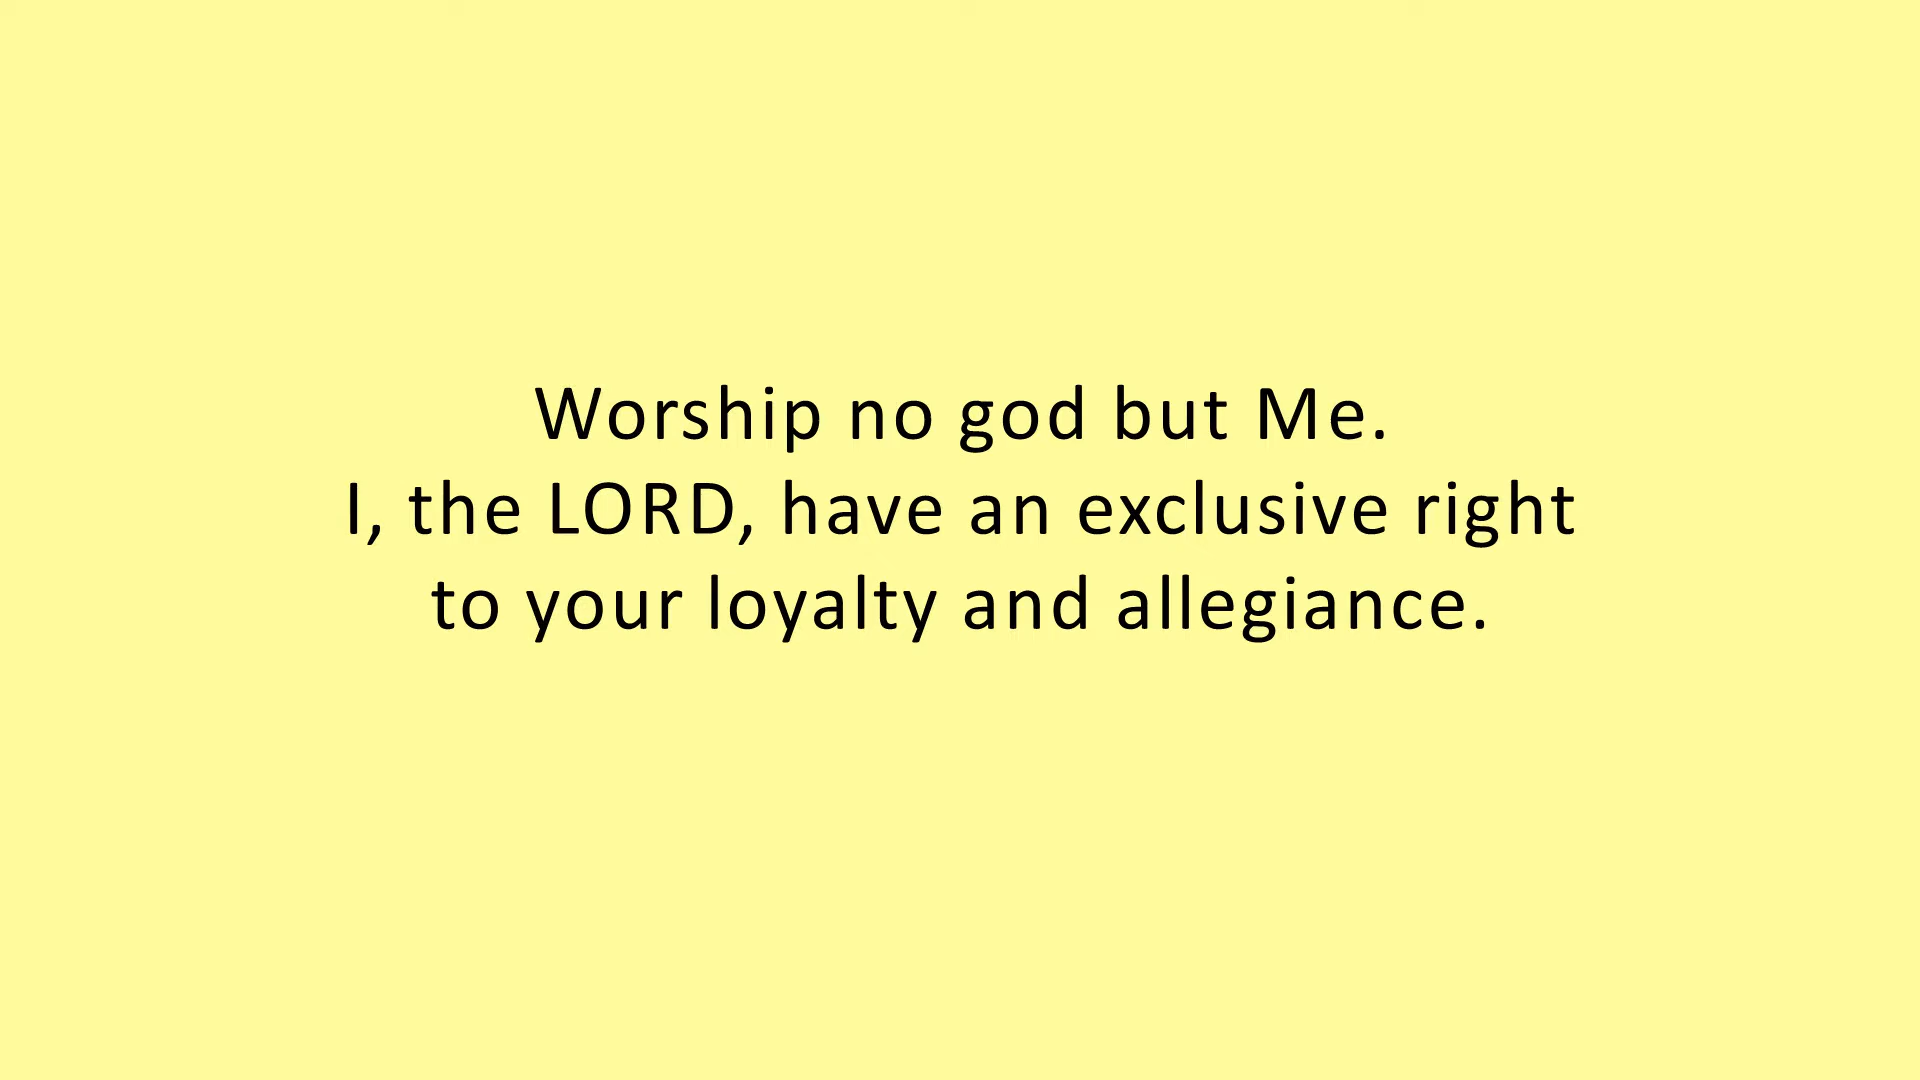 Worship no god but Me.
I, the LORD, have an exclusive right
to your loyalty and allegiance.